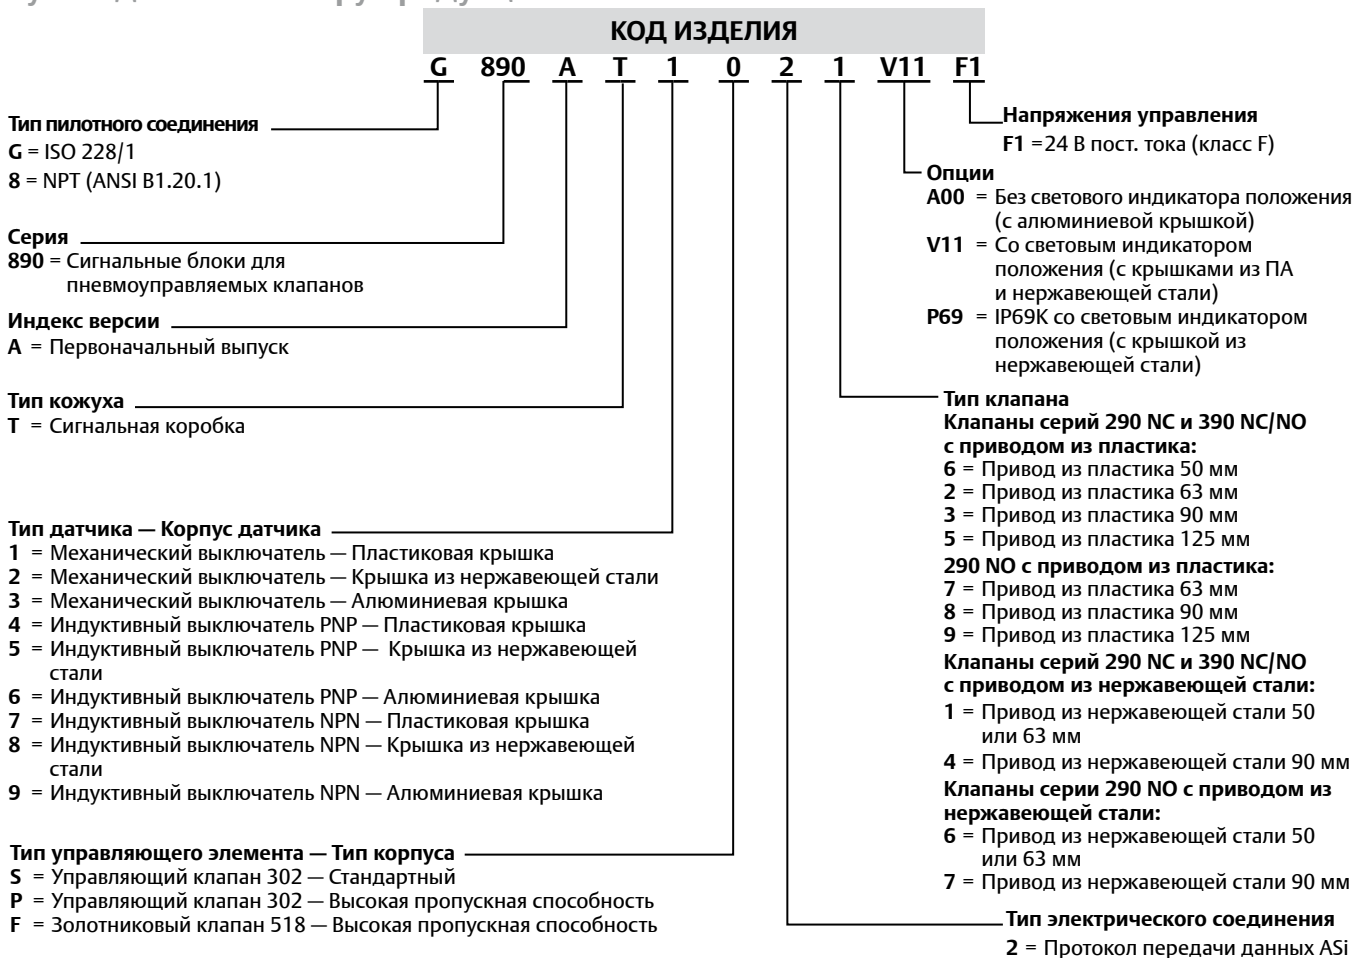 КОД ИЗДЕЛИЯ
G 890 A T 1 0 2 1 V11 F1
Тип пилотного соединения
G = ISO 228/1
8 = NPT (ANSI B1.20.1)
Серия
890 = Сигнальные блоки для
пневмоуправляемых клапанов
Индекс версии
A = Первоначальный выпуск
Тип кожуха
T = Сигнальная коробка
Тип датчика — Корпус датчика
1 = Механический выключатель — Пластиковая крышка
2 = Механический выключатель — Крышка из нержавеющей стали
3 = Механический выключатель — Алюминиевая крышка
4 = Индуктивный выключатель PNP — Пластиковая крышка
5 = Индуктивный выключатель PNP — Крышка из нержавеющей
стали
6 = Индуктивный выключатель PNP — Алюминиевая крышка
7 = Индуктивный выключатель NPN — Пластиковая крышка
8 = Индуктивный выключатель NPN — Крышка из нержавеющей
стали
9 = Индуктивный выключатель NPN — Алюминиевая крышка
Тип управляющего элемента — Тип корпуса
S = Управляющий клапан 302 — Стандартный
P = Управляющий клапан 302 — Высокая пропускная способность
F = Золотниковый клапан 518 — Высокая пропускная способность
Напряжения управления
F1 =24 В пост. тока (класс F)
Опции
A00 = Без светового индикатора положения
(с алюминиевой крышкой)
V11 = Со световым индикатором
положения (с крышками из ПА
и нержавеющей стали)
P69 = IP69K со световым индикатором
положения (с крышкой из
нержавеющей стали)
Тип клапана
Клапаны серий 290 NC и 390 NC/NO
с приводом из пластика:
6 = Привод из пластика 50 мм
2 = Привод из пластика 63 мм
3 = Привод из пластика 90 мм
5 = Привод из пластика 125 мм
290 NO с приводом из пластика:
7 = Привод из пластика 63 мм
8 = Привод из пластика 90 мм
9 = Привод из пластика 125 мм
Клапаны серий 290 NC и 390 NC/NO
с приводом из нержавеющей стали:
1 = Привод из нержавеющей стали 50
или 63 мм
4 = Привод из нержавеющей стали 90 мм
Клапаны серии 290 NO с приводом из
нержавеющей стали:
6 = Привод из нержавеющей стали 50
или 63 мм
7 = Привод из нержавеющей стали 90 мм
Тип электрического соединения
2 = Протокол передачи данных ASi